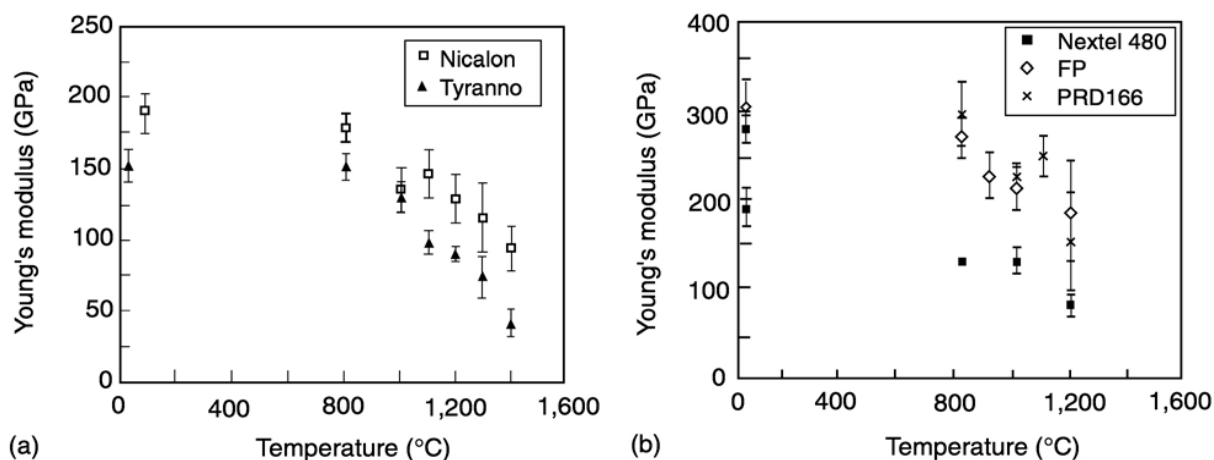 250
200
150
100
50
0
Young's modulus (GPa)
Nicalon
Tyranno
0 400 800 1,200 1,600
(a) Temperature (°C)
400
300
200
100
0
Young's modulus (GPa)
Nextel 480
FP
PRD166
0 400 800 1,200 1,600
(b) Temperature (°C)